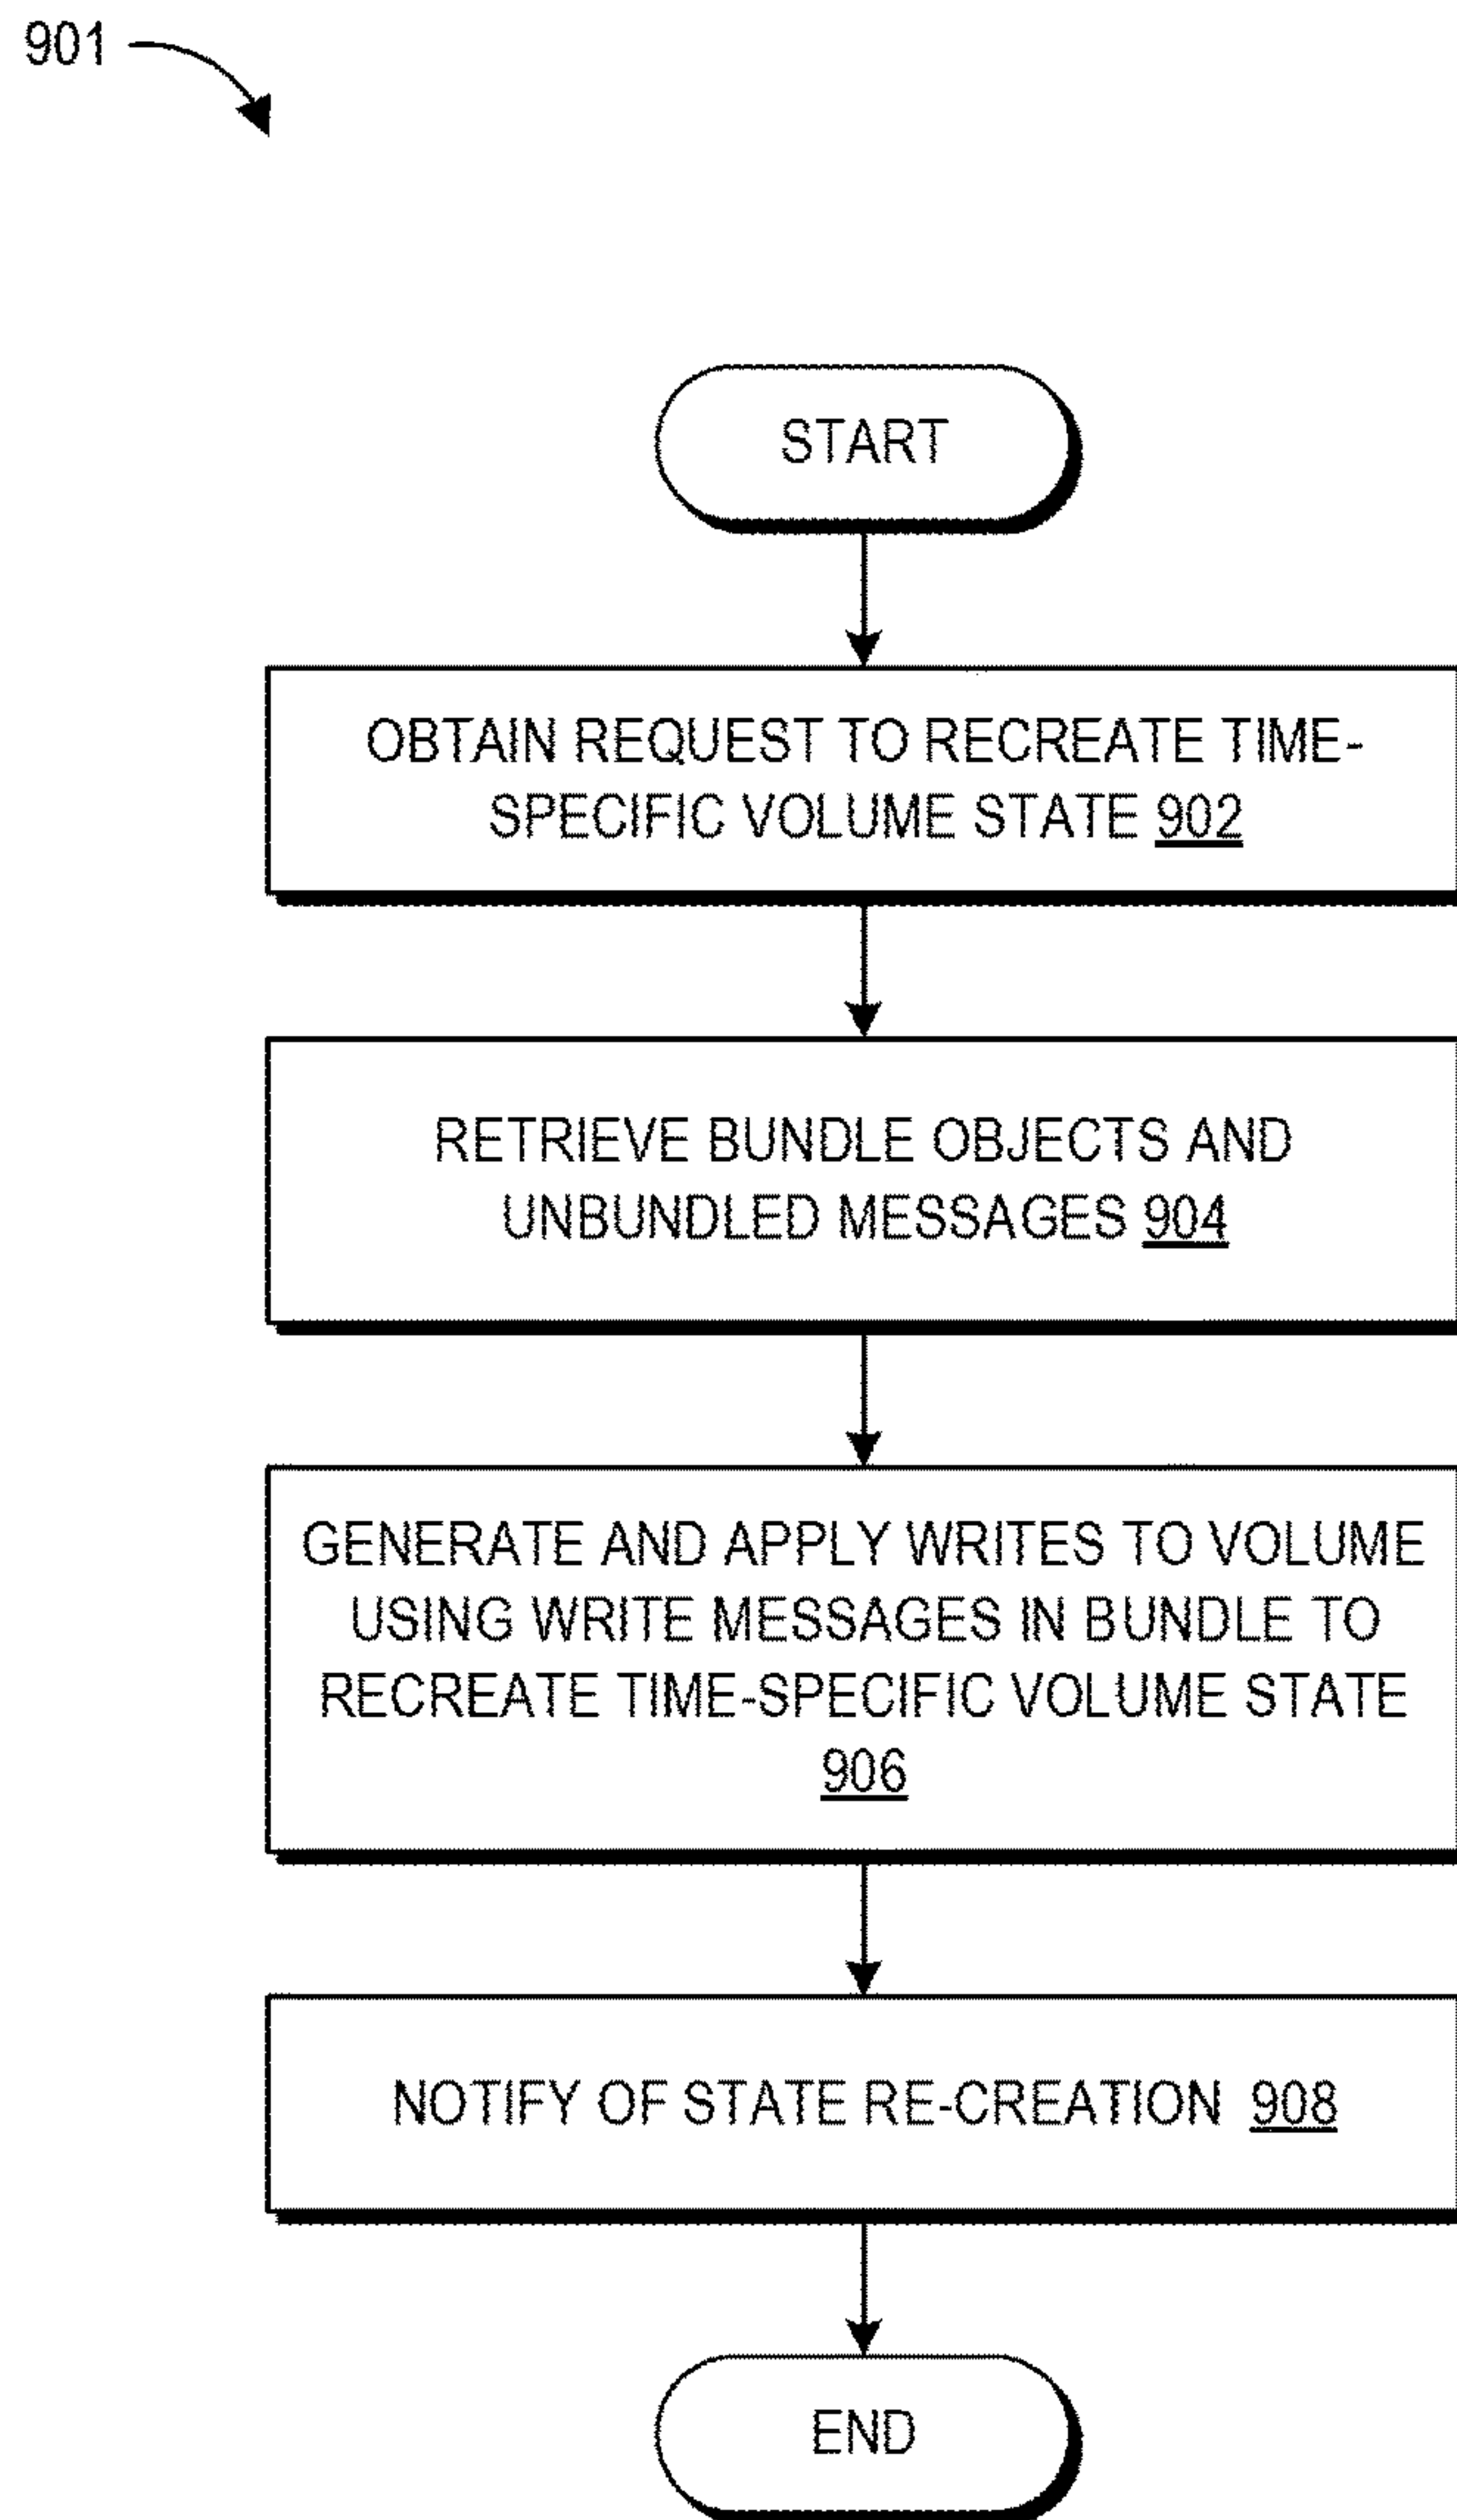 901
START
OBTAIN REQUEST TO RECREATE TIME-
SPECIFIC VOLUME STATE 902
RETRIEVE BUNDLE OBJECTS AND
UNBUNDLED MESSAGES 904
GENERATE AND APPLY WRITES TO VOLUME
USING WRITE MESSAGES IN BUNDLE TO
RECREATE TIME-SPECIFIC VOLUME STATE
906
NOTIFY OF STATE RE-CREATION 908
END